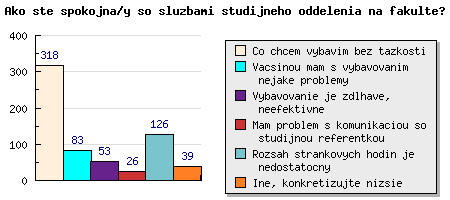 Ako ste spokojna/y so sluzbami studijneho oddelenia na fakulte?
400
300
200
100
0
318
83
53
26
126
39
Co chcem vybavim bez tazkosti
Vacsinou mam s vybavovanim
nejake problemy
Vybavovanie je zdlhave,
neefektivne
Mam problem s komunikaciou so
studijnou referentkou
Rozsah strankovych hodin je
nedostatocny
Ine, konkretizujte nizsie